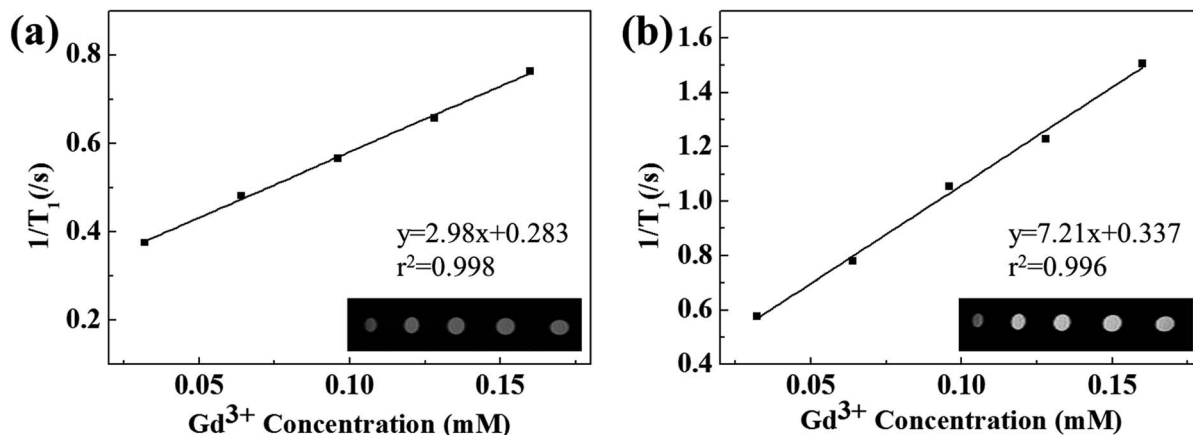 (a)
0.8
0.6
0.4
0.2
1/T₁(/s)
y=2.98x+0.283
r²=0.998
0.05 0.10 0.15
Gd³⁺ Concentration (mM)
(b)
1.6
1.4
1.2
1.0
0.8
0.6
0.4
1/T₁(/s)
y=7.21x+0.337
r²=0.996
0.05 0.10 0.15
Gd³⁺ Concentration (mM)